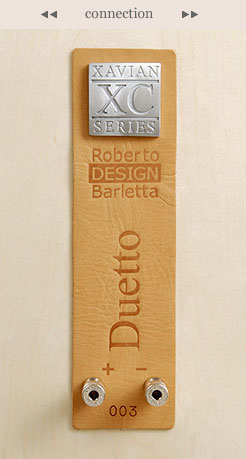 connection
XAVIAN
XC
SERIES
Roberto
DESIGN
Barletta
Duetto
+ -
003